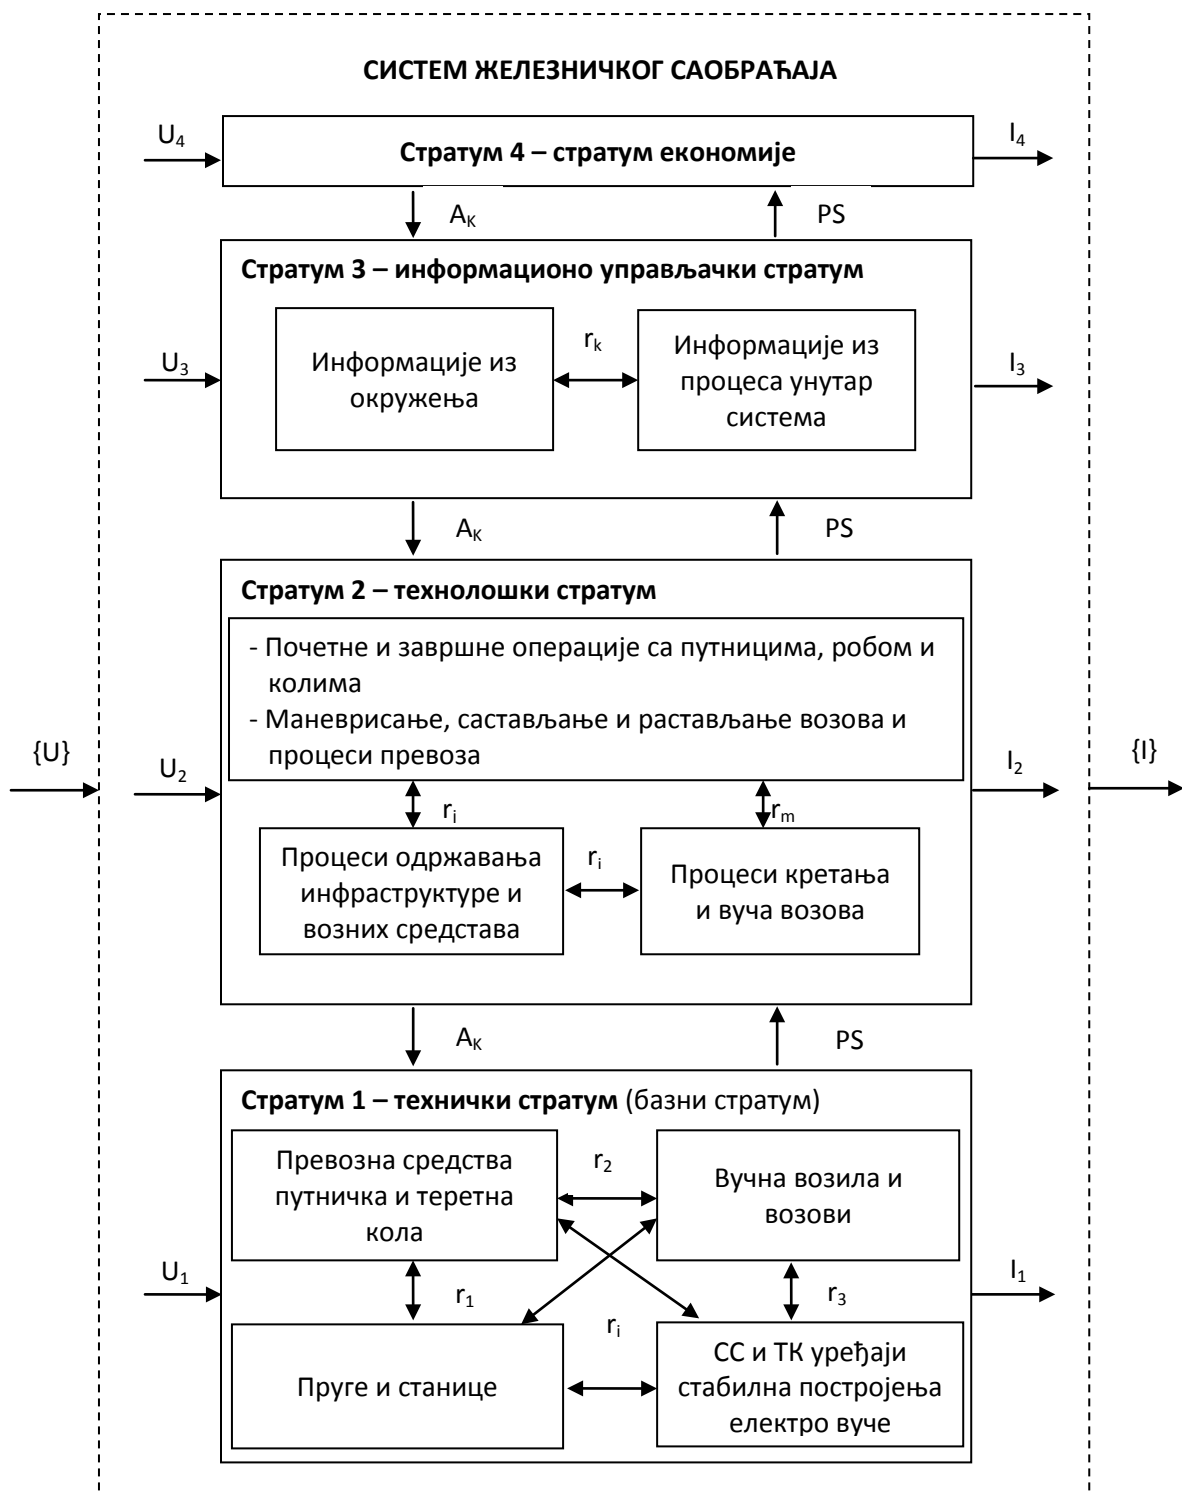 СИСТЕМ ЖЕЛЕЗНИЧКОГ САОБРАЋАЈА
U₄
Стратум 4 – стратум економије
I₄
Aₖ
PS
Стратум 3 – информационо управљачки стратум
U₃
Информације из
окружења
rₖ
Информације из
процеса унутар
система
I₃
Aₖ
PS
Стратум 2 – технолошки стратум
- Почетне и завршне операције са путницима, робом и
колима
- Маневрисање, састављање и растављање возова и
процеси превоза
{U}
U₂
I₂
{I}
rᵢ
rₘ
Процеси одржавања
инфраструктуре и
возних средстава
rᵢ
Процеси кретања
и вуча возова
Aₖ
PS
Стратум 1 – технички стратум (базни стратум)
Превозна средства
путничка и теретна
кола
r₂
Вучна возила и
возови
U₁
I₁
r₁
r₃
rᵢ
Пруге и станице
СС и ТК уређаји
стабилна постројења
електро вуче